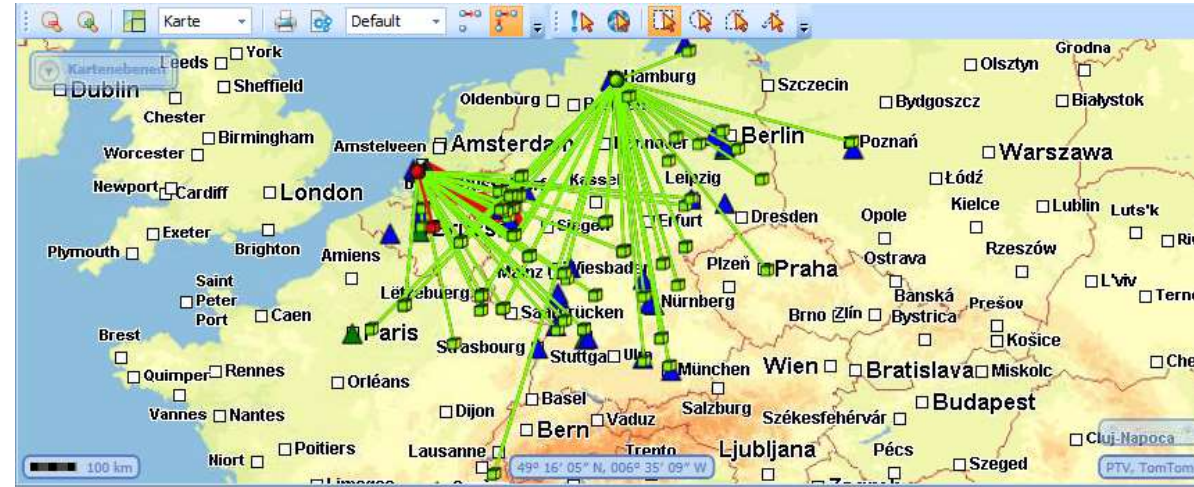 Karte
Default
Kartenebenen
Leeds
York
Dublin
Sheffield
Chester
Birmingham
Worcester
Newport
Cardiff
London
Exeter
Brighton
Plymouth
Amstelveen
Amsterdam
Oldenburg
Hamburg
Szczecin
Grodna
Olsztyn
Bydgoszcz
Białystok
Berlin
Poznań
Warszawa
Łódź
Kassel
Leipzig
Siegen
Erfurt
Dresden
Opole
Kielce
Lublin
Luts'k
Rzeszów
Amiens
Saint
Peter
Port
Caen
Mainz
Wiesbaden
Plzeň
Praha
Ostrava
L'viv
Lëtzebuerg
Nürnberg
Banská
Bystrica
Prešov
Brno
Zlín
Košice
Brest
Paris
Saarbrücken
Strasbourg
Quimper
Rennes
Orléans
München
Wien
Bratislava
Miskolc
Vannes
Nantes
Dijon
Basel
Bern
Vaduz
Salzburg
Székesfehérvár
Budapest
Niort
Poitiers
Lausanne
Trento
Ljubljana
Pécs
Szeged
Cluj-Napoca
100 km
49° 16' 05" N, 006° 35' 09" W
PTV, TomTom